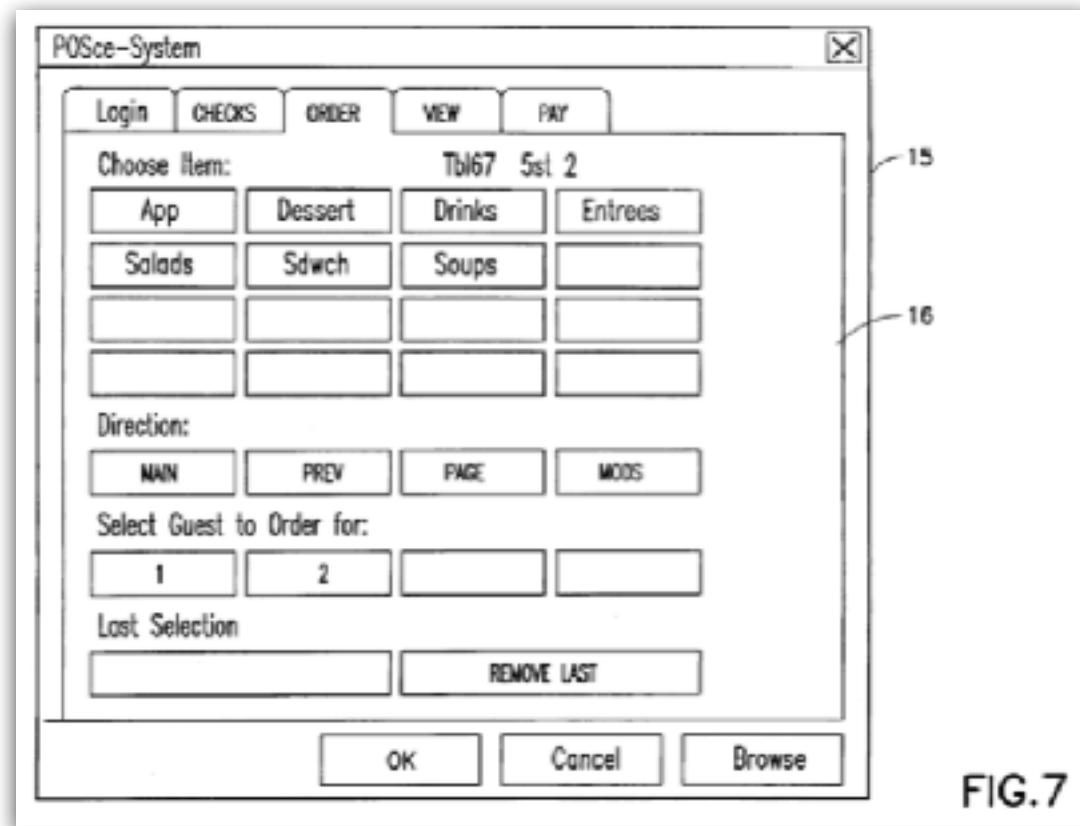 POSce-System
Login CHECKS ORDER VIEW PAY
Choose Item: Tbl67 5st 2
15
App Dessert Drinks Entrees
Salads Sdwch Soups
16
Direction:
MAIN PREV PAGE MODS
Select Guest to Order for:
1 2
Last Selection
REMOVE LAST
OK Cancel Browse
FIG.7